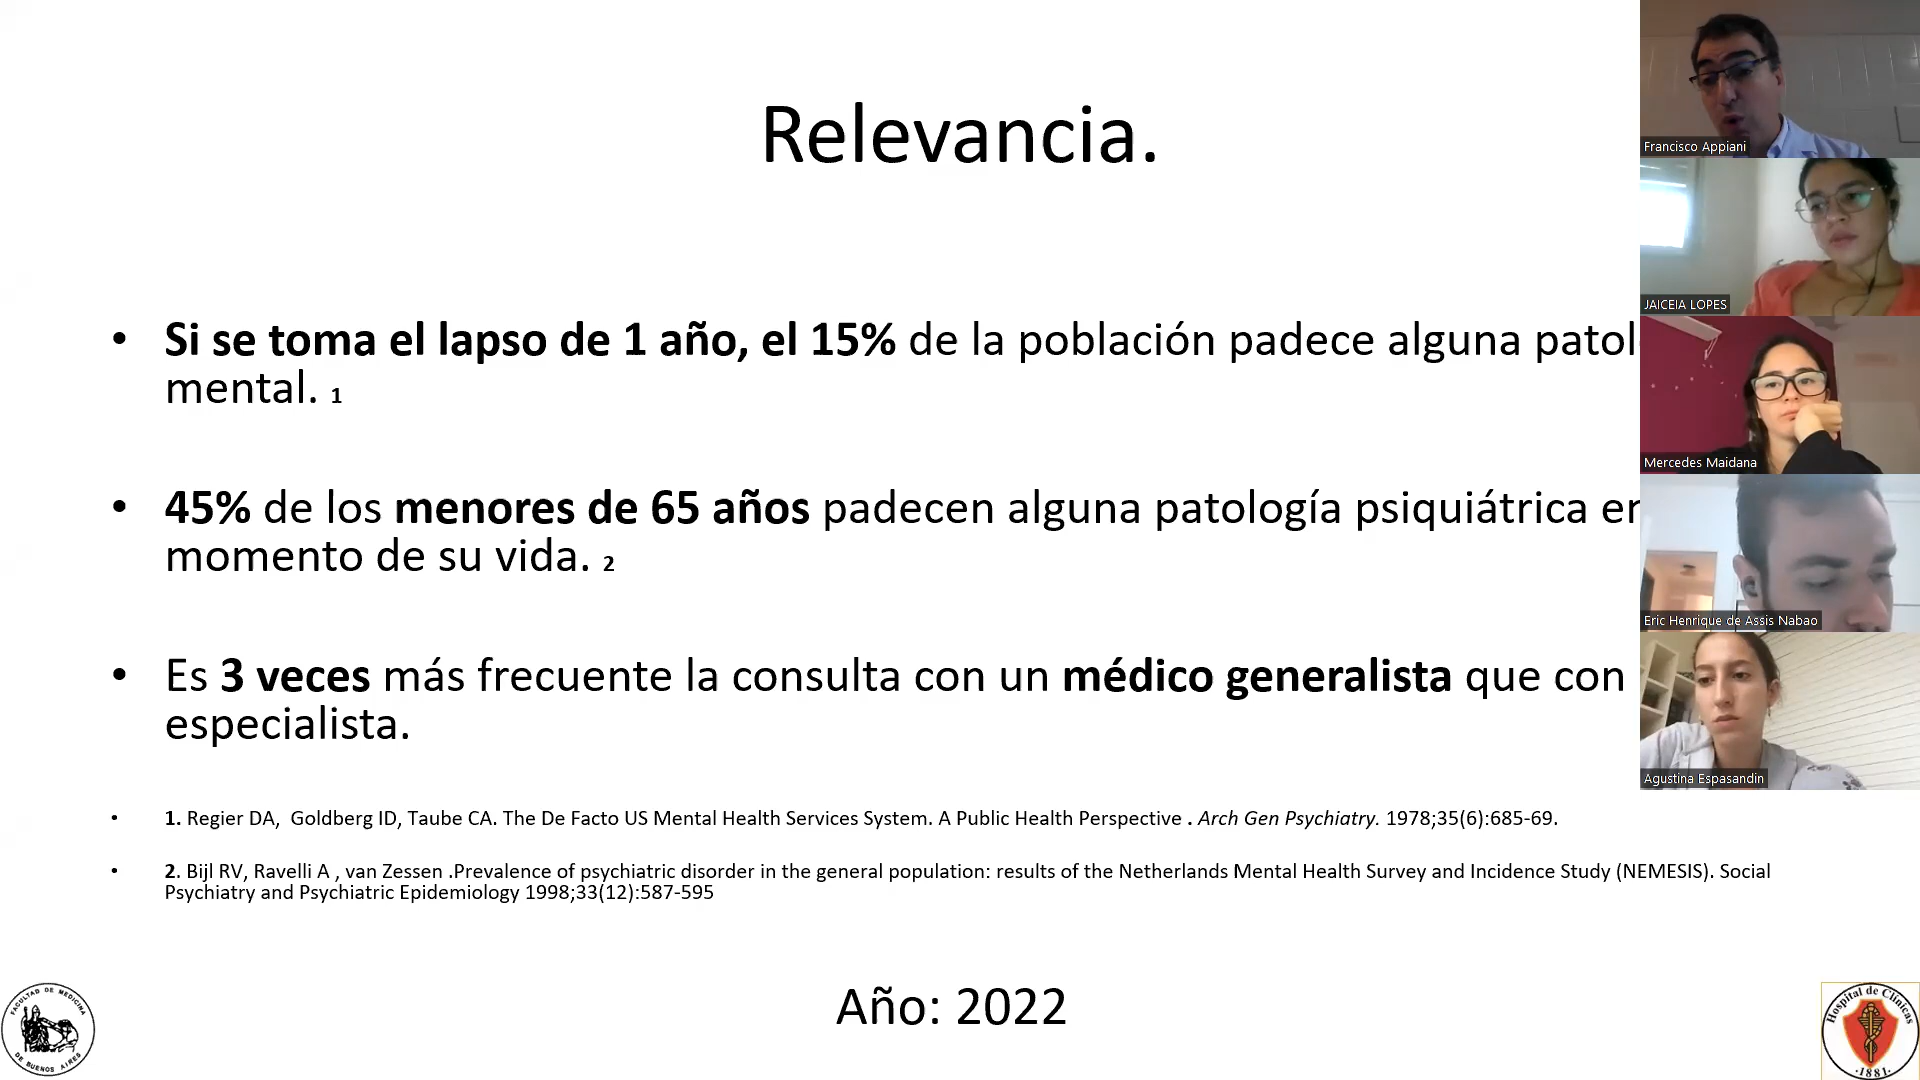 Relevancia.
• Si se toma el lapso de 1 año, el 15% de la población padece alguna
mental. 1
• 45% de los menores de 65 años padecen alguna patología psiquiátrica
momento de su vida. 2
• Es 3 veces más frecuente la consulta con un médico generalista que con
especialista.
• 1. Regier DA, Goldberg ID, Taube CA. The De Facto US Mental Health Services System. A Public Health Perspective . Arch Gen Psychiatry. 1978;35(6):685-69.
• 2. Bijl RV, Ravelli A , van Zessen .Prevalence of psychiatric disorder in the general population: results of the Netherlands Mental Health Survey and Incidence Study (NEMESIS). Social
Psychiatry and Psychiatric Epidemiology 1998;33(12):587-595
Año: 2022
FACULTAD DE MEDICINA
DE BUENOS AIRES
Hospital de Clínicas
·1881·
Francisco Appiani
JAICEIA LOPES
Mercedes Maidana
Eric Henrique de Assis Nabao
Agustina Espasandin